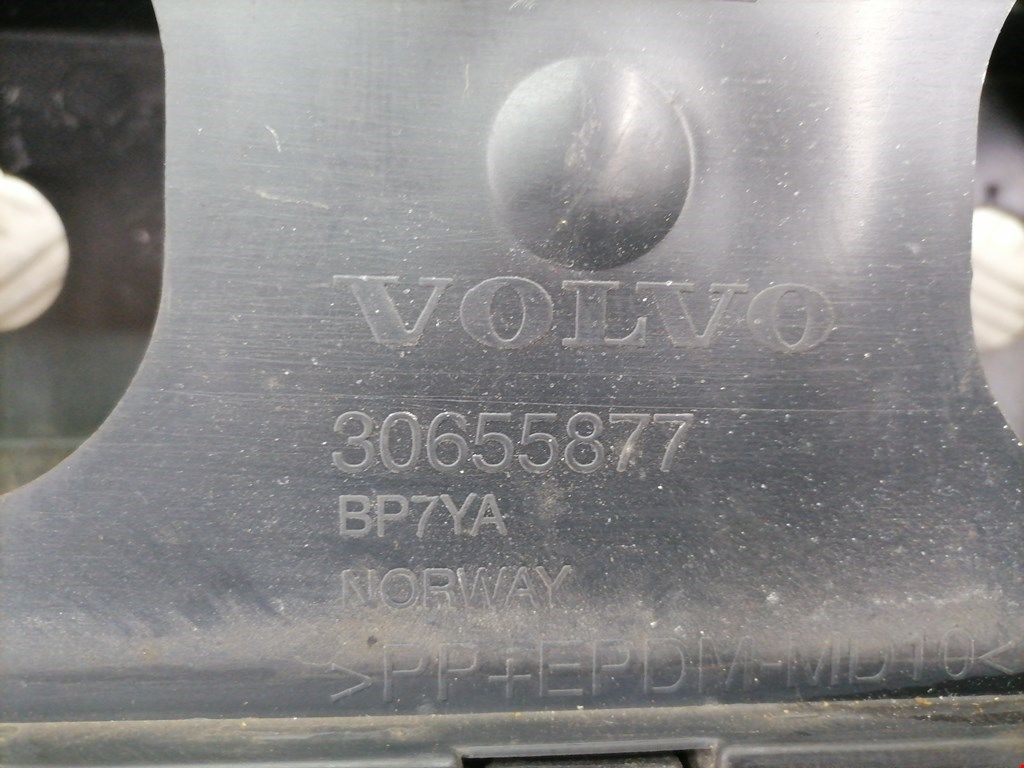 VOLVO
30655877
BP7YA
NORWAY
>PP+EPDM-MD10<